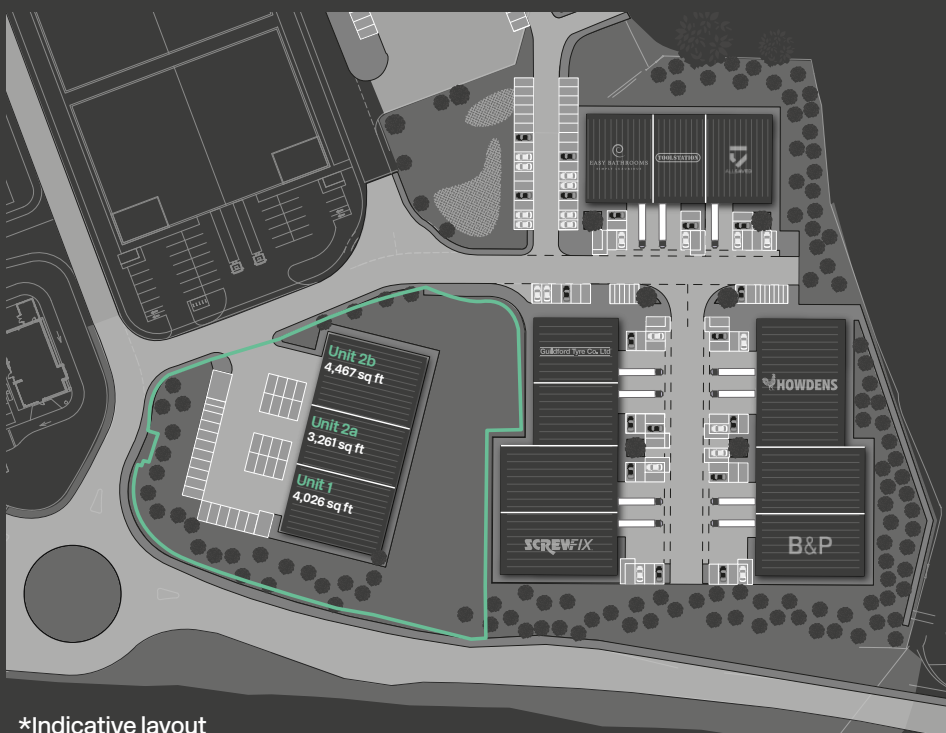 EASY BATHROOMS
TOOLSTATION
Guildford Tyre Co. Ltd
HOWDENS
Unit 2b
4,467 sq ft
Unit 2a
3,261 sq ft
Unit 1
4,026 sq ft
SCREWFIX
B&P
*Indicative layout